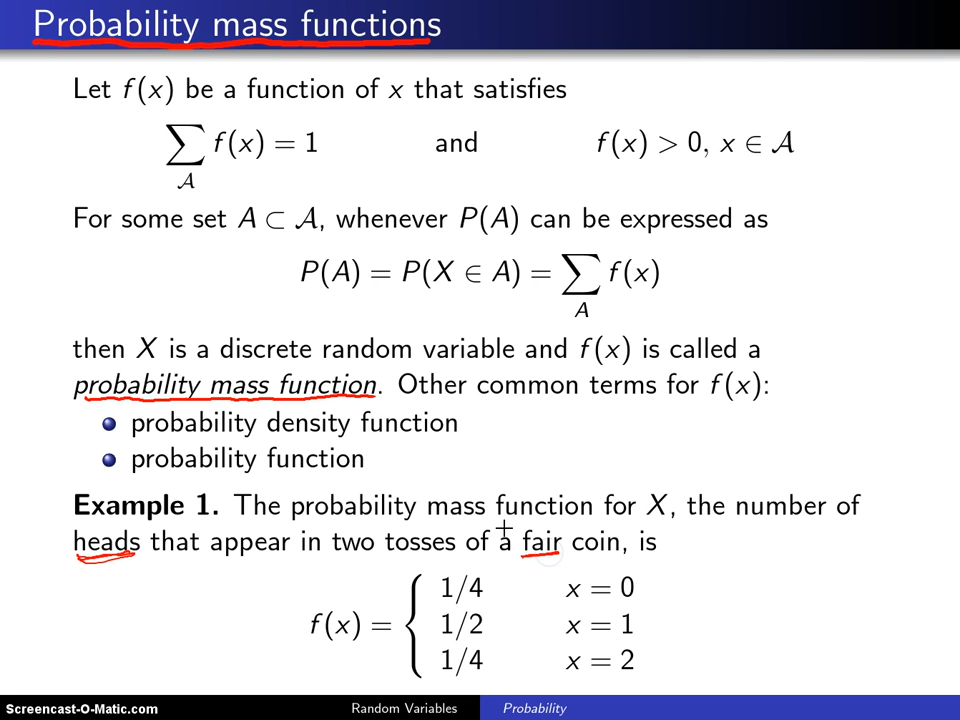 Probability mass functions
Let f(x) be a function of x that satisfies
∑_𝒜 f(x) = 1 and f(x) > 0, x ∈ 𝒜
For some set A ⊂ 𝒜, whenever P(A) can be expressed as
P(A) = P(X ∈ A) = ∑_A f(x)
then X is a discrete random variable and f(x) is called a
probability mass function. Other common terms for f(x):
probability density function
probability function
Example 1. The probability mass function for X, the number of
heads that appear in two tosses of a fair coin, is
f(x) = { 1/4 x = 0
1/2 x = 1
1/4 x = 2
Screencast-O-Matic.com Random Variables Probability